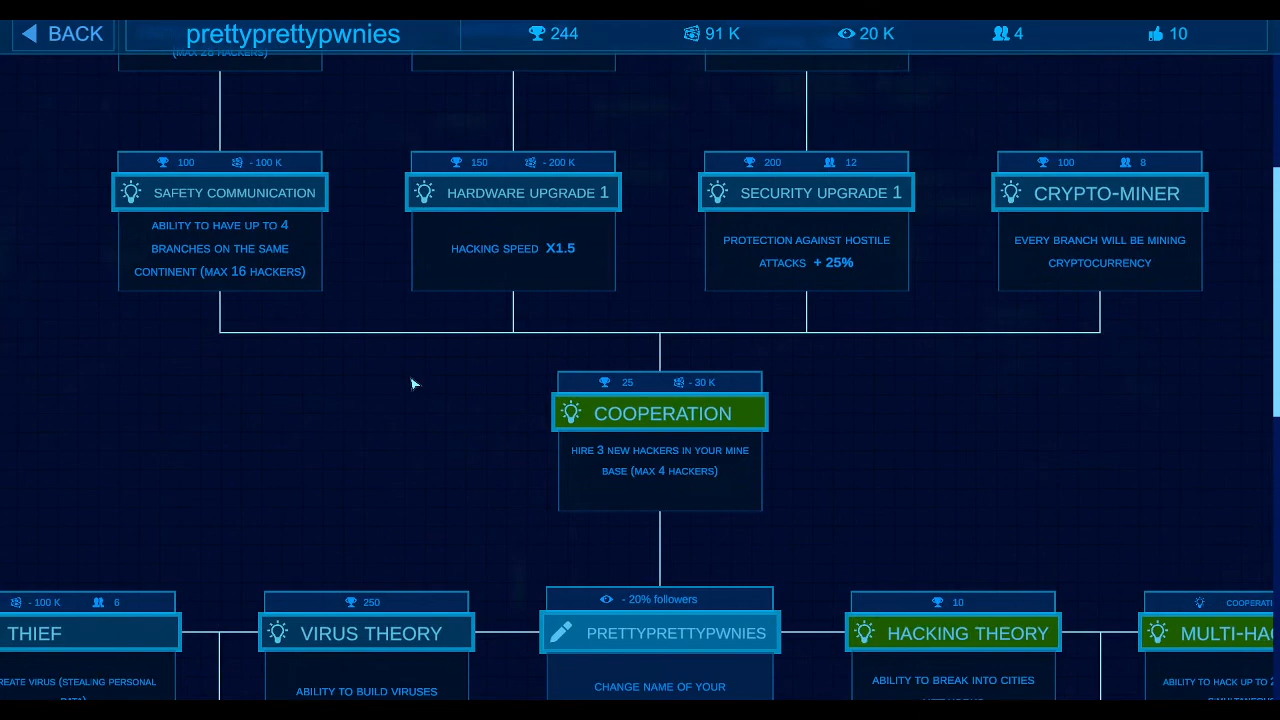 BACK
prettyprettypwnies
244
91 K
20 K
4
10
(MAX 28 HACKERS)
100
- 100 K
SAFETY COMMUNICATION
ABILITY TO HAVE UP TO 4
BRANCHES ON THE SAME
CONTINENT (MAX 16 HACKERS)
150
- 200 K
HARDWARE UPGRADE 1
HACKING SPEED X1.5
200
12
SECURITY UPGRADE 1
PROTECTION AGAINST HOSTILE
ATTACKS + 25%
100
8
CRYPTO-MINER
EVERY BRANCH WILL BE MINING
CRYPTOCURRENCY
25
- 30 K
COOPERATION
HIRE 3 NEW HACKERS IN YOUR MINE
BASE (MAX 4 HACKERS)
- 100 K
6
THIEF
REATE VIRUS (STEALING PERSONAL
250
VIRUS THEORY
ABILITY TO BUILD VIRUSES
- 20% followers
PRETTYPRETTYPWNIES
CHANGE NAME OF YOUR
10
HACKING THEORY
ABILITY TO BREAK INTO CITIES
COOPERATI
MULTI-HAC
ABILITY TO HACK UP TO 2